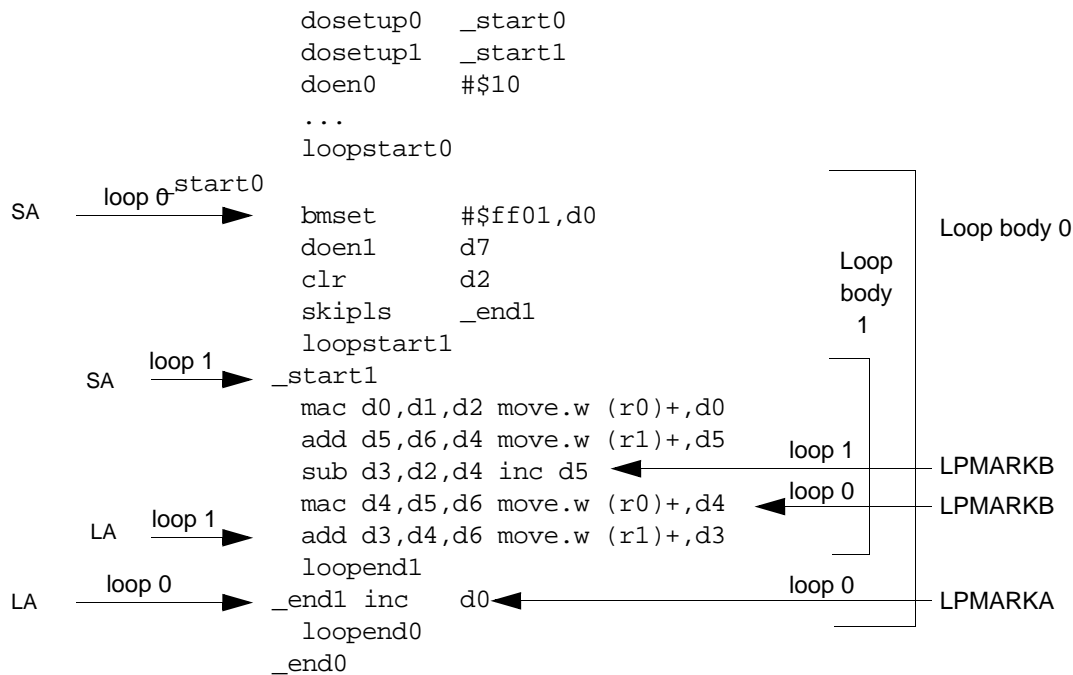 dosetup0 _start0
dosetup1 _start1
doen0 #$10
...
loopstart0
_start0
SA loop 0
bmset #$ff01,d0
Loop body 0
doen1 d7
clr d2
skipls _end1
Loop
body
1
loopstart1
SA loop 1 _start1
mac d0,d1,d2 move.w (r0)+,d0
add d5,d6,d4 move.w (r1)+,d5
sub d3,d2,d4 inc d5 loop 1 LPMARKB
mac d4,d5,d6 move.w (r0)+,d4 loop 0 LPMARKB
LA loop 1 add d3,d4,d6 move.w (r1)+,d3
loopend1
LA loop 0 _end1 inc d0 loop 0 LPMARKA
loopend0
_end0